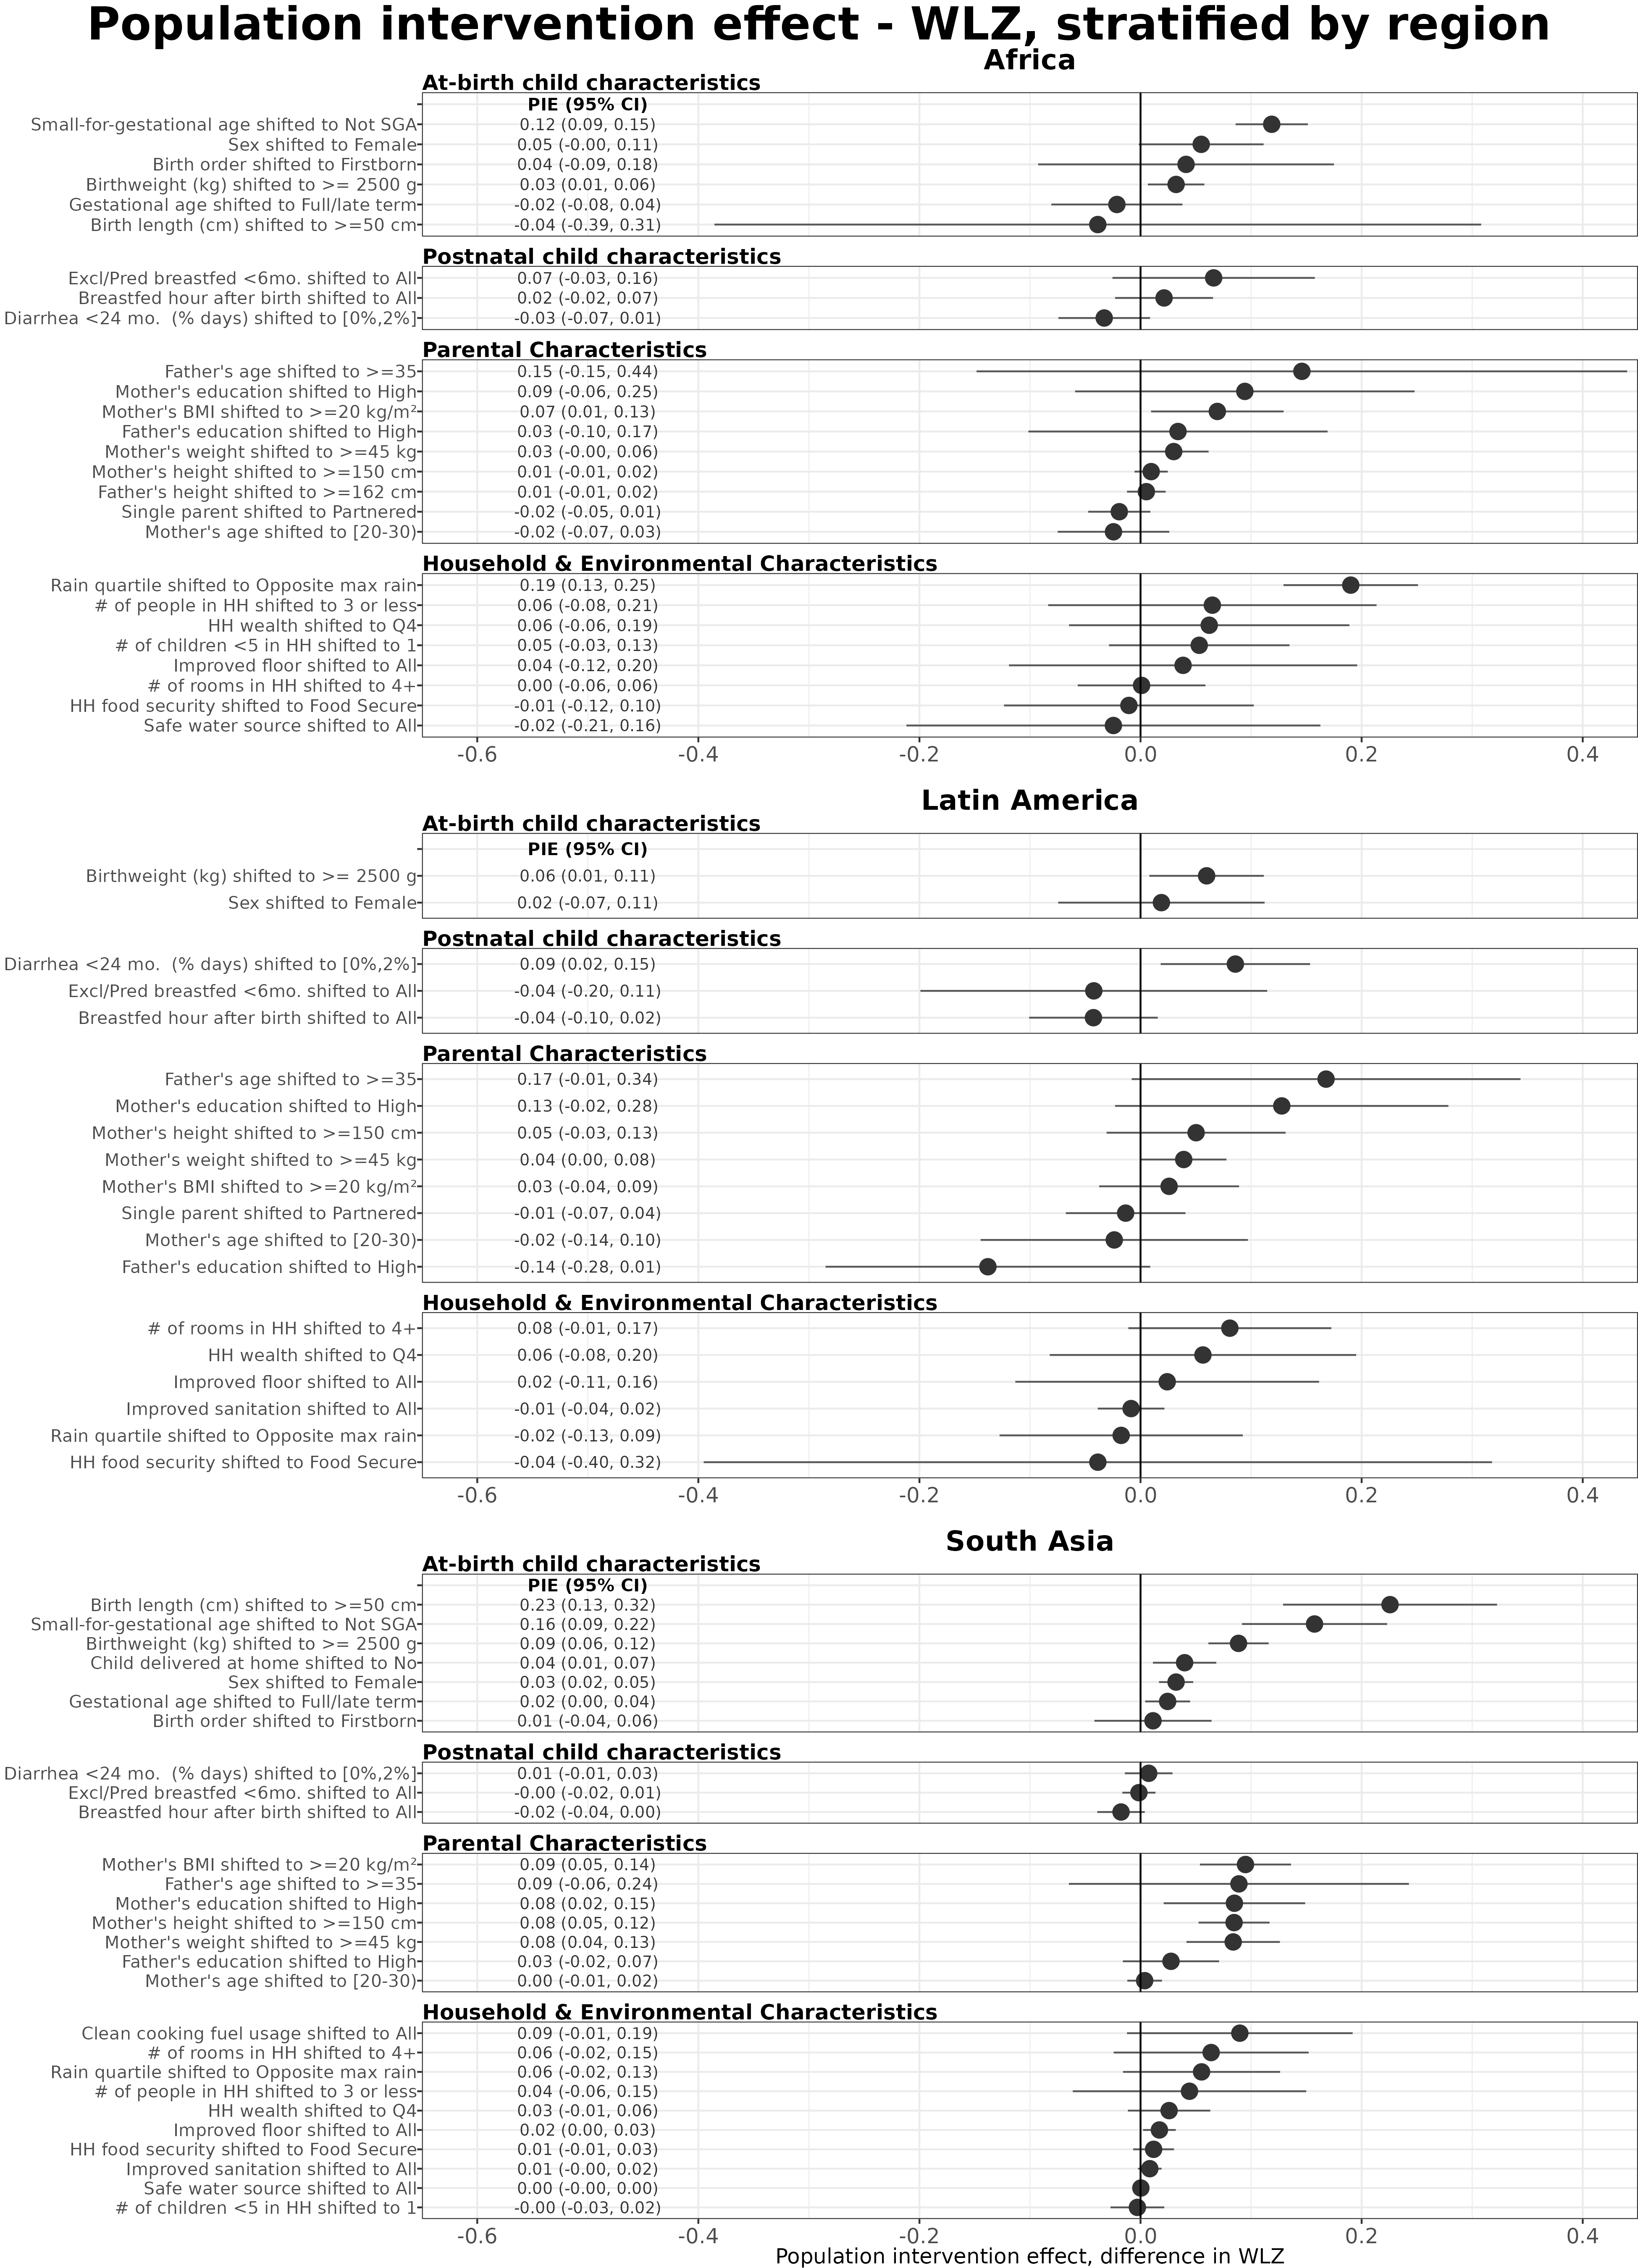 Population intervention effect - WLZ, stratified by region
Africa
At-birth child characteristics
PIE (95% CI)
Small-for-gestational age shifted to Not SGA 0.12 (0.09, 0.15)
Sex shifted to Female 0.05 (-0.00, 0.11)
Birth order shifted to Firstborn 0.04 (-0.09, 0.18)
Birthweight (kg) shifted to >= 2500 g 0.03 (0.01, 0.06)
Gestational age shifted to Full/late term -0.02 (-0.08, 0.04)
Birth length (cm) shifted to >=50 cm -0.04 (-0.39, 0.31)
Postnatal child characteristics
Excl/Pred breastfed <6mo. shifted to All 0.07 (-0.03, 0.16)
Breastfed hour after birth shifted to All 0.02 (-0.02, 0.07)
Diarrhea <24 mo. (% days) shifted to [0%,2%] -0.03 (-0.07, 0.01)
Parental Characteristics
Father's age shifted to >=35 0.15 (-0.15, 0.44)
Mother's education shifted to High 0.09 (-0.06, 0.25)
Mother's BMI shifted to >=20 kg/m² 0.07 (0.01, 0.13)
Father's education shifted to High 0.03 (-0.10, 0.17)
Mother's weight shifted to >=45 kg 0.03 (-0.00, 0.06)
Mother's height shifted to >=150 cm 0.01 (-0.01, 0.02)
Father's height shifted to >=162 cm 0.01 (-0.01, 0.02)
Single parent shifted to Partnered -0.02 (-0.05, 0.01)
Mother's age shifted to [20-30) -0.02 (-0.07, 0.03)
Household & Environmental Characteristics
Rain quartile shifted to Opposite max rain 0.19 (0.13, 0.25)
# of people in HH shifted to 3 or less 0.06 (-0.08, 0.21)
HH wealth shifted to Q4 0.06 (-0.06, 0.19)
# of children <5 in HH shifted to 1 0.05 (-0.03, 0.13)
Improved floor shifted to All 0.04 (-0.12, 0.20)
# of rooms in HH shifted to 4+ 0.00 (-0.06, 0.06)
HH food security shifted to Food Secure -0.01 (-0.12, 0.10)
Safe water source shifted to All -0.02 (-0.21, 0.16)
-0.6 -0.4 -0.2 0.0 0.2 0.4
Latin America
At-birth child characteristics
PIE (95% CI)
Birthweight (kg) shifted to >= 2500 g 0.06 (0.01, 0.11)
Sex shifted to Female 0.02 (-0.07, 0.11)
Postnatal child characteristics
Diarrhea <24 mo. (% days) shifted to [0%,2%] 0.09 (0.02, 0.15)
Excl/Pred breastfed <6mo. shifted to All -0.04 (-0.20, 0.11)
Breastfed hour after birth shifted to All -0.04 (-0.10, 0.02)
Parental Characteristics
Father's age shifted to >=35 0.17 (-0.01, 0.34)
Mother's education shifted to High 0.13 (-0.02, 0.28)
Mother's height shifted to >=150 cm 0.05 (-0.03, 0.13)
Mother's weight shifted to >=45 kg 0.04 (0.00, 0.08)
Mother's BMI shifted to >=20 kg/m² 0.03 (-0.04, 0.09)
Single parent shifted to Partnered -0.01 (-0.07, 0.04)
Mother's age shifted to [20-30) -0.02 (-0.14, 0.10)
Father's education shifted to High -0.14 (-0.28, 0.01)
Household & Environmental Characteristics
# of rooms in HH shifted to 4+ 0.08 (-0.01, 0.17)
HH wealth shifted to Q4 0.06 (-0.08, 0.20)
Improved floor shifted to All 0.02 (-0.11, 0.16)
Improved sanitation shifted to All -0.01 (-0.04, 0.02)
Rain quartile shifted to Opposite max rain -0.02 (-0.13, 0.09)
HH food security shifted to Food Secure -0.04 (-0.40, 0.32)
-0.6 -0.4 -0.2 0.0 0.2 0.4
South Asia
At-birth child characteristics
PIE (95% CI)
Birth length (cm) shifted to >=50 cm 0.23 (0.13, 0.32)
Small-for-gestational age shifted to Not SGA 0.16 (0.09, 0.22)
Birthweight (kg) shifted to >= 2500 g 0.09 (0.06, 0.12)
Child delivered at home shifted to No 0.04 (0.01, 0.07)
Sex shifted to Female 0.03 (0.02, 0.05)
Gestational age shifted to Full/late term 0.02 (0.00, 0.04)
Birth order shifted to Firstborn 0.01 (-0.04, 0.06)
Postnatal child characteristics
Diarrhea <24 mo. (% days) shifted to [0%,2%] 0.01 (-0.01, 0.03)
Excl/Pred breastfed <6mo. shifted to All -0.00 (-0.02, 0.01)
Breastfed hour after birth shifted to All -0.02 (-0.04, 0.00)
Parental Characteristics
Mother's BMI shifted to >=20 kg/m² 0.09 (0.05, 0.14)
Father's age shifted to >=35 0.09 (-0.06, 0.24)
Mother's education shifted to High 0.08 (0.02, 0.15)
Mother's height shifted to >=150 cm 0.08 (0.05, 0.12)
Mother's weight shifted to >=45 kg 0.08 (0.04, 0.13)
Father's education shifted to High 0.03 (-0.02, 0.07)
Mother's age shifted to [20-30) 0.00 (-0.01, 0.02)
Household & Environmental Characteristics
Clean cooking fuel usage shifted to All 0.09 (-0.01, 0.19)
# of rooms in HH shifted to 4+ 0.06 (-0.02, 0.15)
Rain quartile shifted to Opposite max rain 0.06 (-0.02, 0.13)
# of people in HH shifted to 3 or less 0.04 (-0.06, 0.15)
HH wealth shifted to Q4 0.03 (-0.01, 0.06)
Improved floor shifted to All 0.02 (0.00, 0.03)
HH food security shifted to Food Secure 0.01 (-0.01, 0.03)
Improved sanitation shifted to All 0.01 (-0.00, 0.02)
Safe water source shifted to All 0.00 (-0.00, 0.00)
# of children <5 in HH shifted to 1 -0.00 (-0.03, 0.02)
-0.6 -0.4 -0.2 0.0 0.2 0.4
Population intervention effect, difference in WLZ